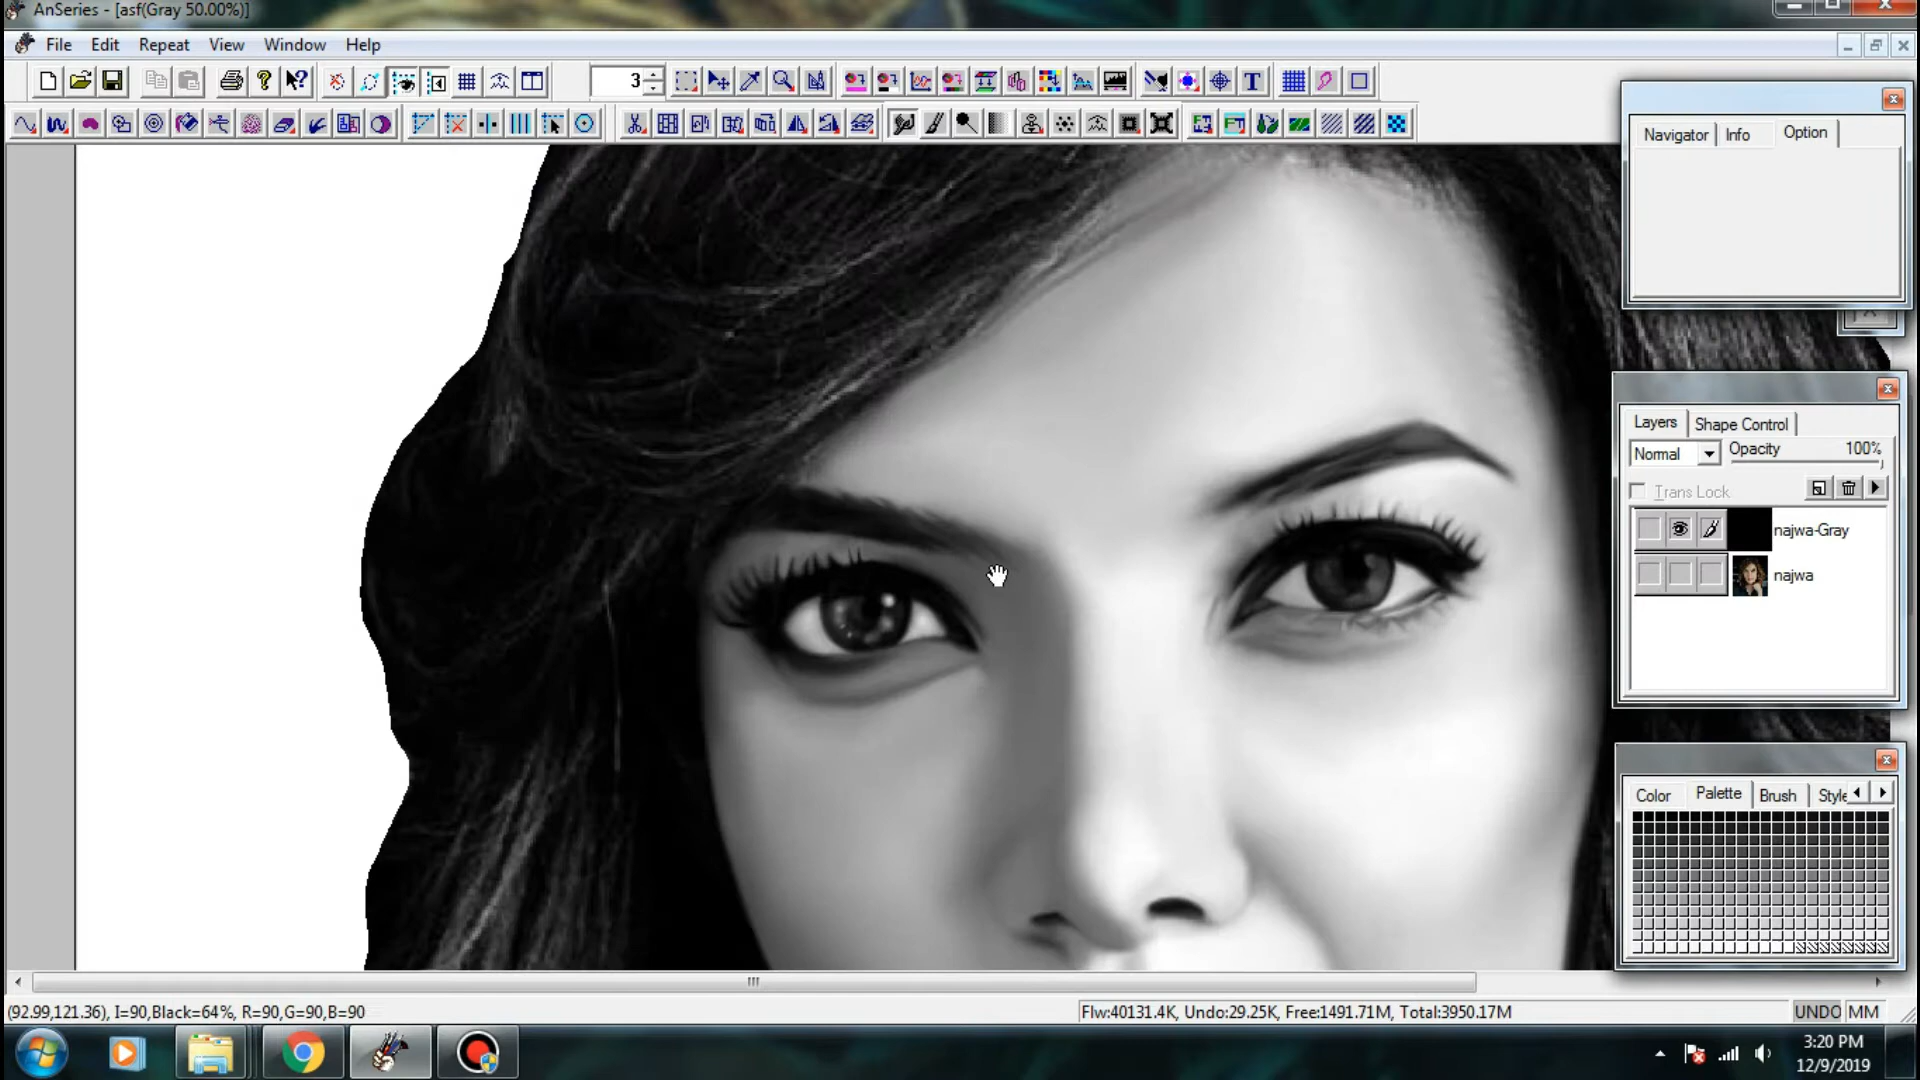 AnSeries - [asf(Gray 50.00%)]
File Edit Repeat View Window Help
3
Navigator Info Option
Layers Shape Control
Normal Opacity 100%
Trans Lock
najwa-Gray
najwa
Color Palette Brush Style
(92.99,121.36), I=90,Black=64%, R=90,G=90,B=90
Flw:40131.4K, Undo:29.25K, Free:1491.71M, Total:3950.17M
UNDO MM
3:20 PM
12/9/2019